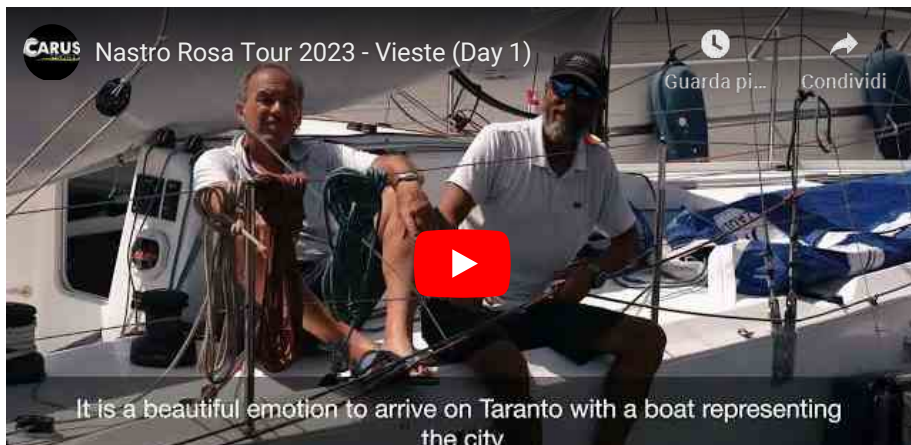 CARUS
Nastro Rosa Tour 2023 - Vieste (Day 1)
Guarda pi...
Condividi
It is a beautiful emotion to arrive on Taranto with a boat representing
the city